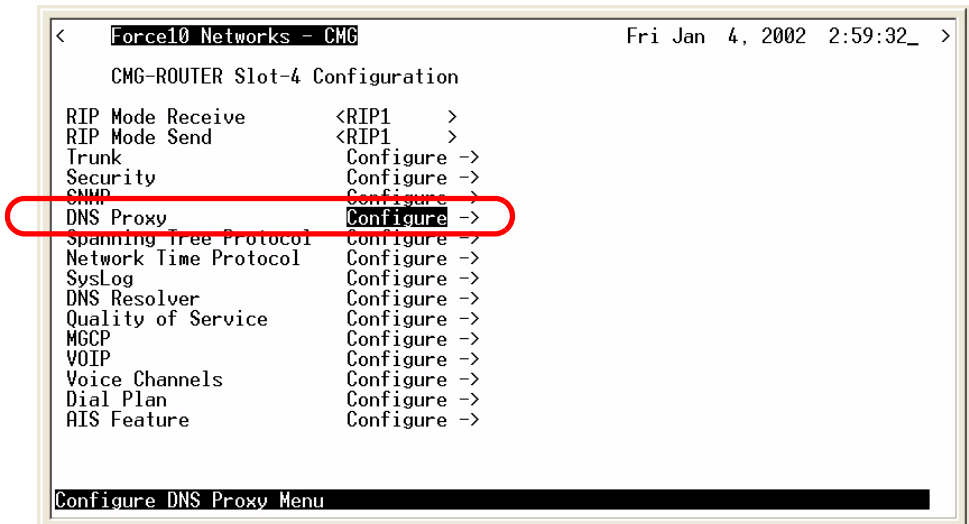 < Force10 Networks - CMG Fri Jan 4, 2002 2:59:32_ >
CMG-ROUTER Slot-4 Configuration
RIP Mode Receive <RIP1 >
RIP Mode Send <RIP1 >
Trunk Configure ->
Security Configure ->
SNMP Configure ->
DNS Proxy Configure ->
Spanning Tree Protocol Configure ->
Network Time Protocol Configure ->
SysLog Configure ->
DNS Resolver Configure ->
Quality of Service Configure ->
MGCP Configure ->
VOIP Configure ->
Voice Channels Configure ->
Dial Plan Configure ->
AIS Feature Configure ->
Configure DNS Proxy Menu